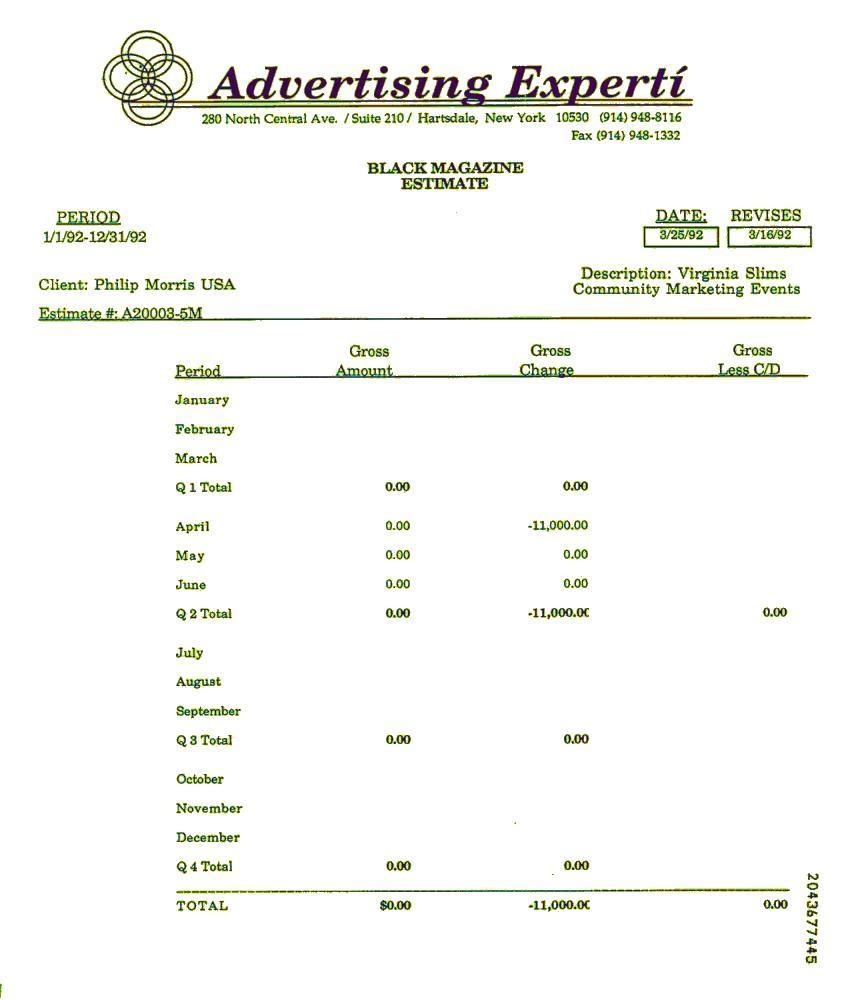 Advertising Expertí
280 North Central Ave. / Suite 210 / Hartsdale, New York 10530 (914) 948-8116
Fax (914) 948-1332
BLACK MAGAZINE
ESTIMATE
PERIOD DATE: REVISES
1/1/92-12/31/92 3/25/92 3/16/92
Client: Philip Morris USA Description: Virginia Slims
Community Marketing Events
Estimate #: A20003-5M
Gross Gross Gross
Period Amount Change Less C/D
January
February
March
Q 1 Total 0.00 0.00
April 0.00 -11,000.00
May 0.00 0.00
June 0.00 0.00
Q 2 Total 0.00 -11,000.0( 0.00
July
August
September
Q 3 Total 0.00 0.00
October
November
December
Q 4 Total 0.00 0.00
TOTAL $0.00 -11,000.0( 0.00
2043677445